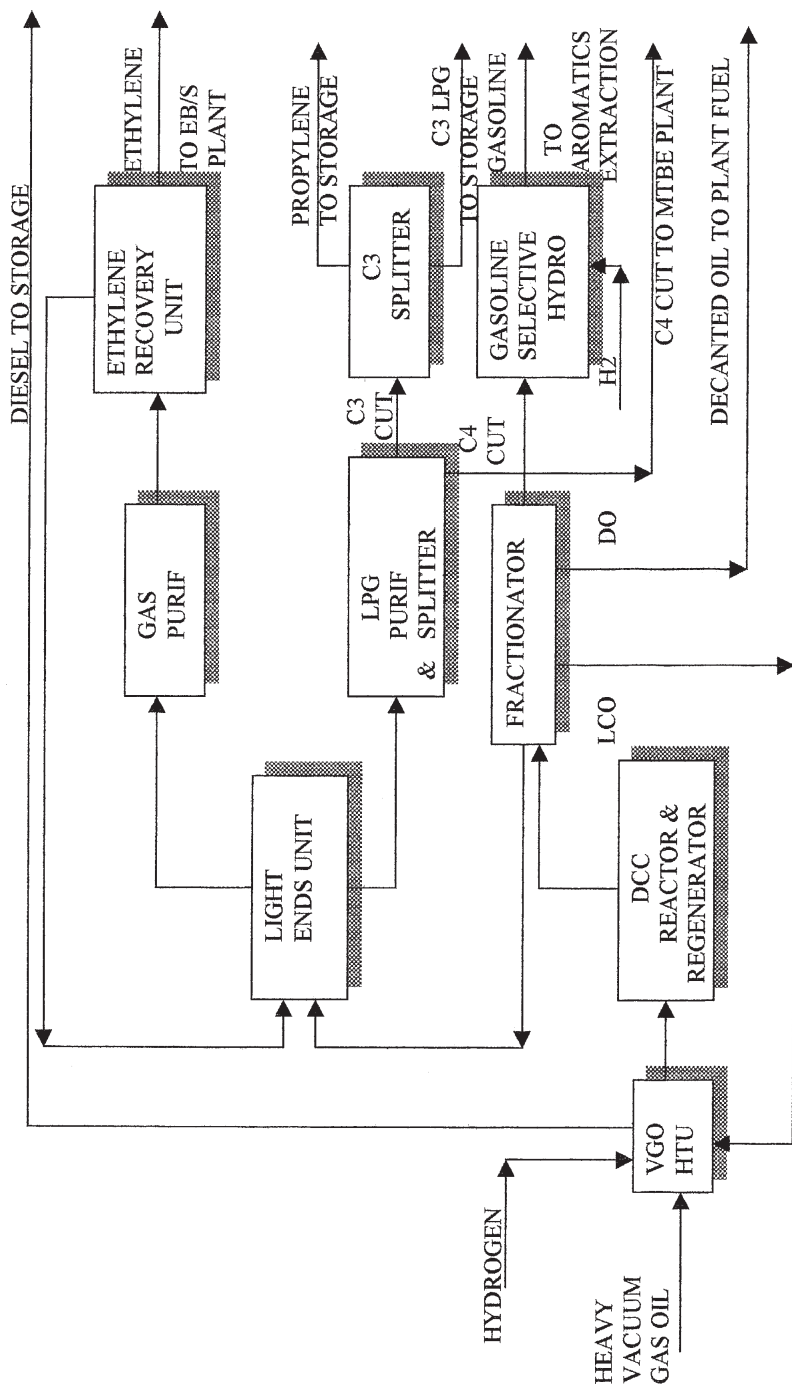 DIESEL TO STORAGE
ETHYLENE
TO EB/S
PLANT
ETHYLENE
RECOVERY
UNIT
GAS
PURIF
PROPYLENE
TO STORAGE
C3 LPG
TO STORAGE
C3
SPLITTER
C3
CUT
LPG
PURIF
& SPLITTER
LIGHT
ENDS UNIT
GASOLINE
TO
AROMATICS
EXTRACTION
GASOLINE
SELECTIVE
HYDRO
H2
C4
CUT
C4 CUT TO MTBE PLANT
FRACTIONATOR
DO
LCO
DECANTED OIL TO PLANT FUEL
DCC
REACTOR &
REGENERATOR
VGO
HTU
HYDROGEN
HEAVY
VACUUM
GAS OIL